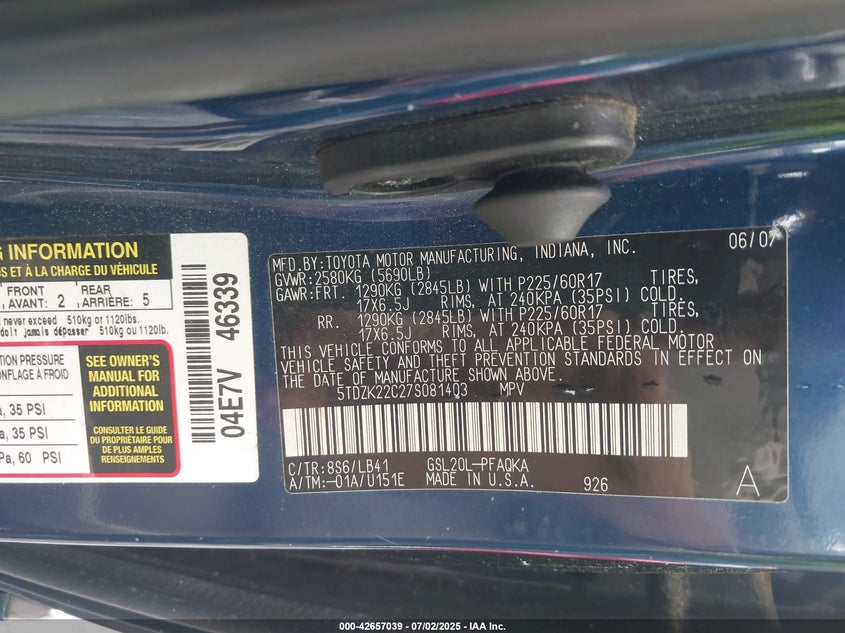 INFORMATION
ET À LA CHARGE DU VÉHICULE
FRONT
AVANT: 2
REAR
ARRIÈRE: 5
never exceed 510kg or 1120lbs.
doit jamais dépasser 510kg ou 1120lb.
PRESSURE
À FROID
35 PSI
35 PSI
60 PSI
SEE OWNER'S
MANUAL FOR
ADDITIONAL
INFORMATION
CONSULTER LE GUIDE
DU PROPRIÉTAIRE POUR
DE PLUS AMPLES
RENSEIGNEMENTS
04E7V 46339
MFD.BY:TOYOTA MOTOR MANUFACTURING, INDIANA, INC. 06/07
GVWR:2580KG (5690LB)
GAWR:FRT. 1290KG (2845LB) WITH P225/60R17 TIRES,
17X6.5J RIMS, AT 240KPA (35PSI) COLD.
RR. 1290KG (2845LB) WITH P225/60R17 TIRES,
17X6.5J RIMS, AT 240KPA (35PSI) COLD.
THIS VEHICLE CONFORMS TO ALL APPLICABLE FEDERAL MOTOR
VEHICLE SAFETY AND THEFT PREVENTION STANDARDS IN EFFECT ON
THE DATE OF MANUFACTURE SHOWN ABOVE.
5TDZK22C27S081403 MPV
C/TR:8S6/LB41 GSL20L-PFAQKA
A/TM:-01A/U151E MADE IN U.S.A. 926 A
000-42657039 • 07/02/2025 • IAA Inc.